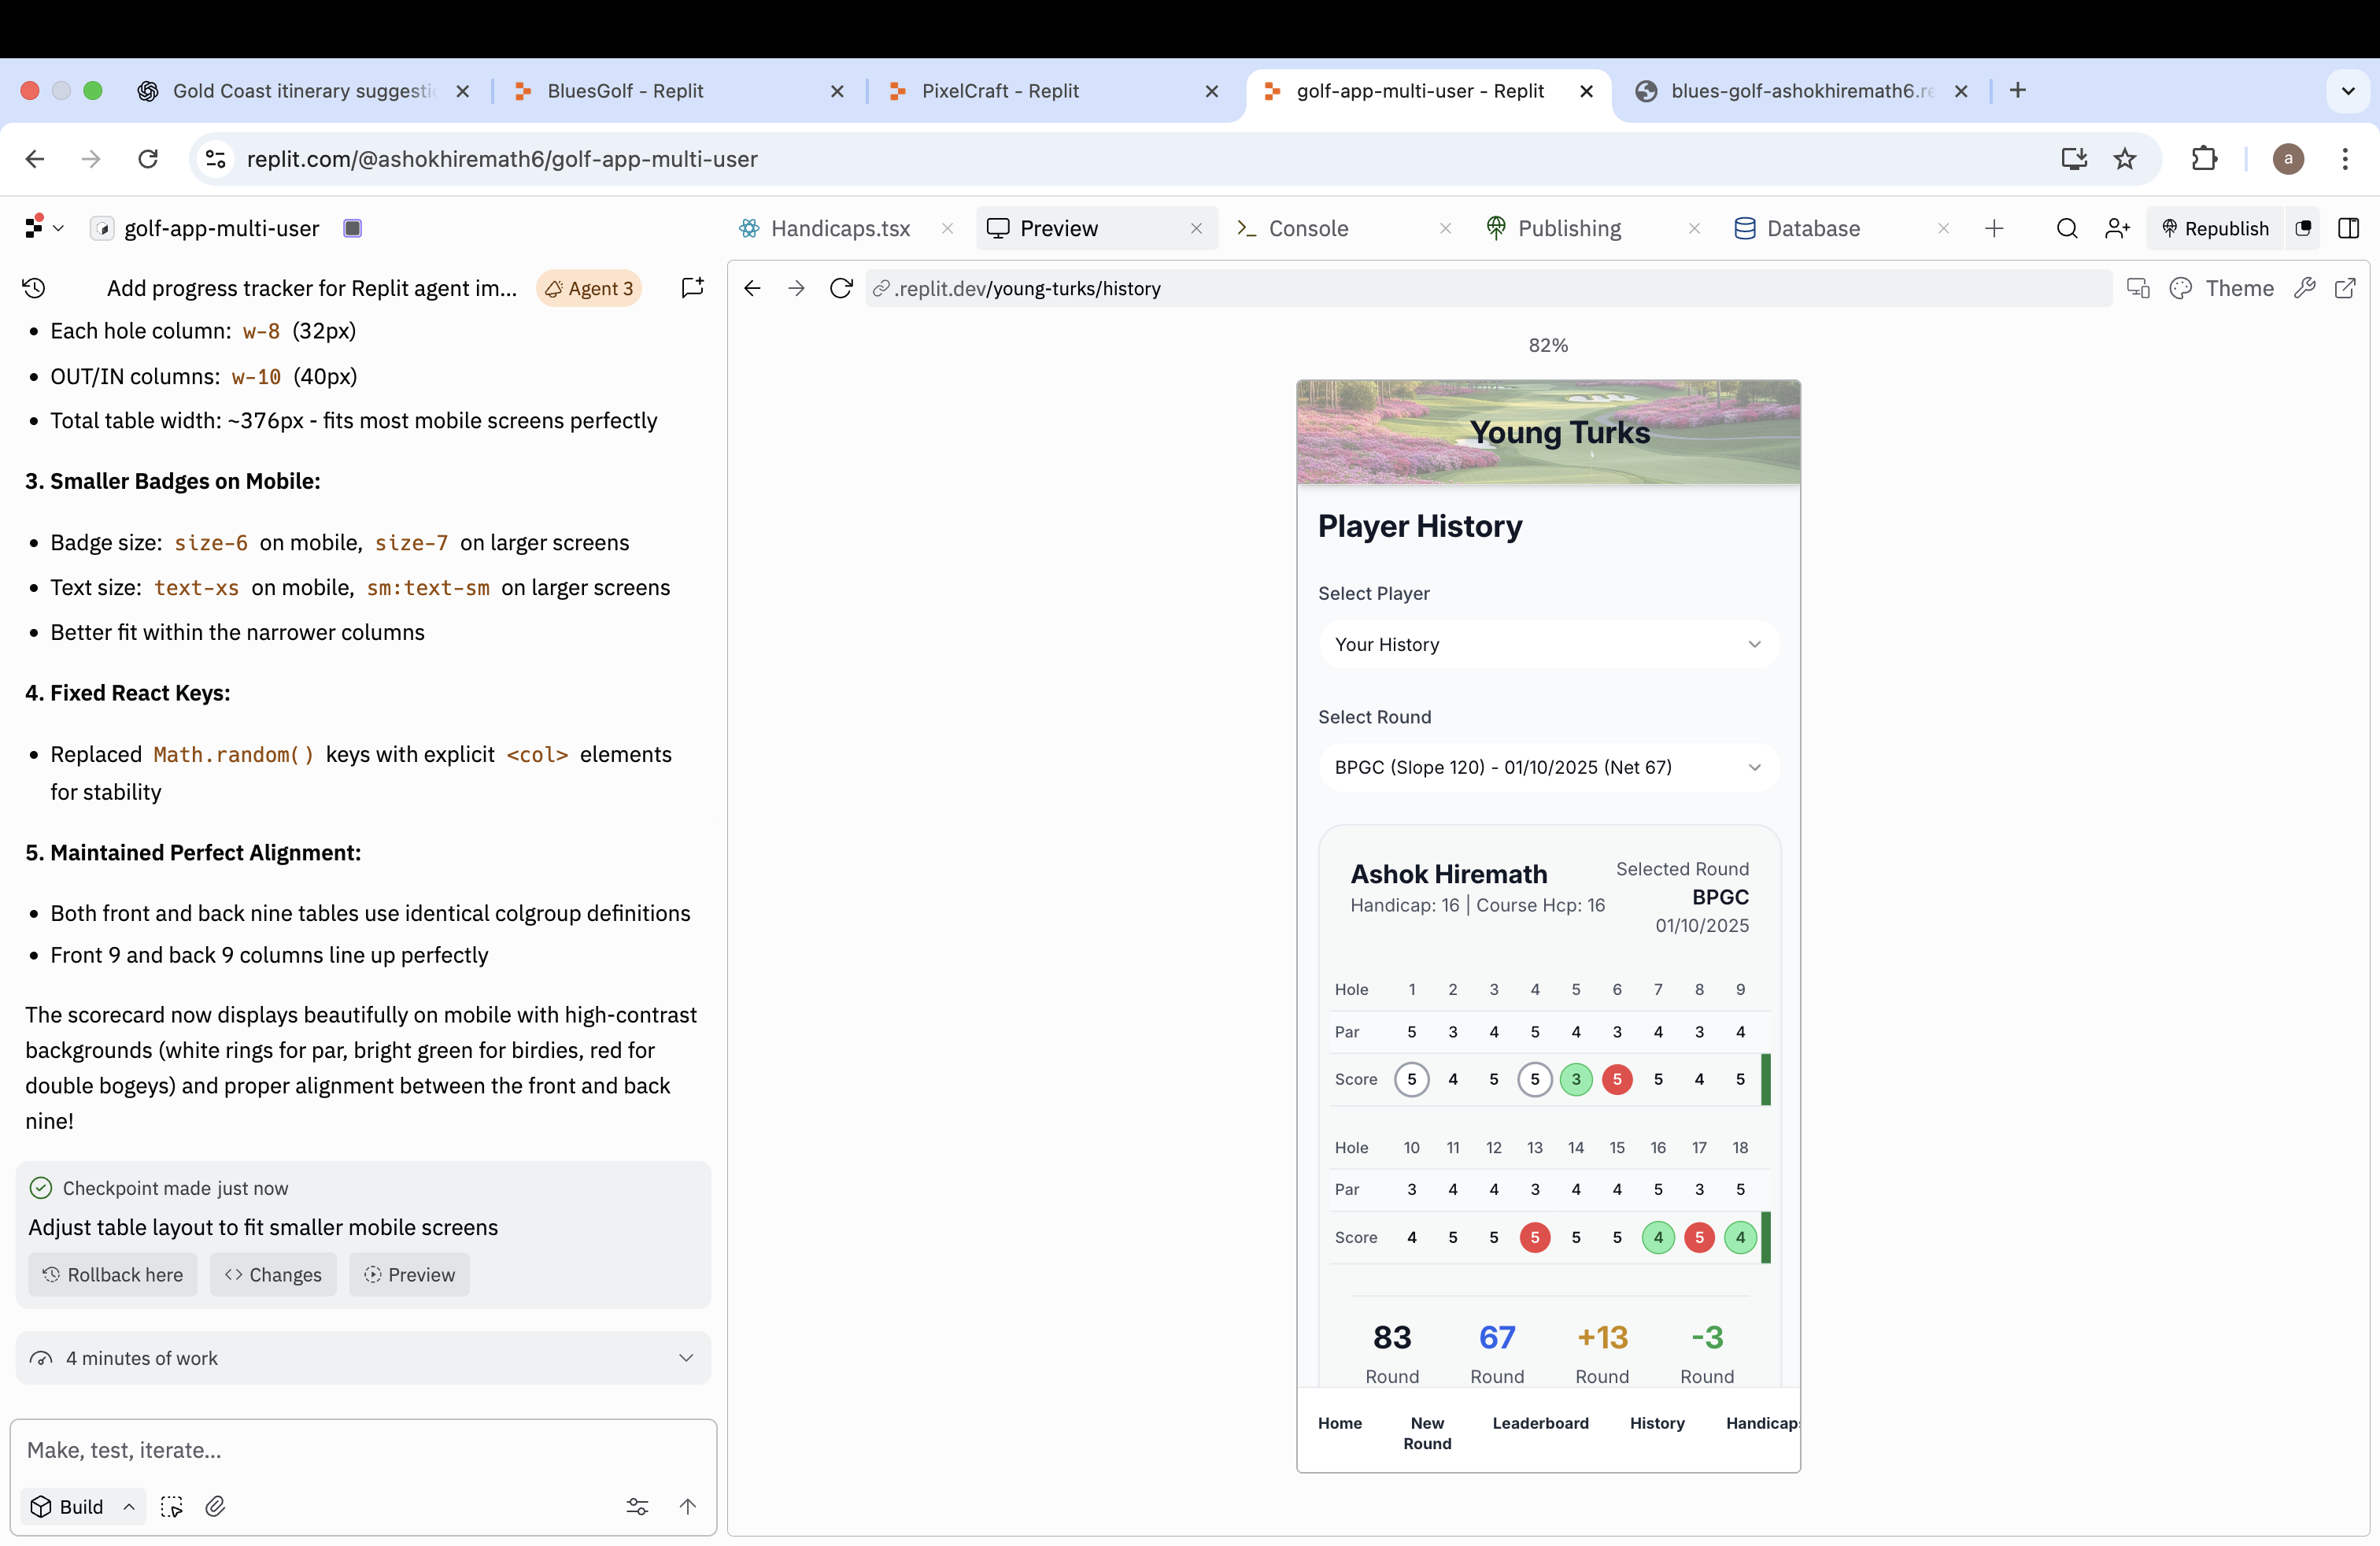 Gold Coast itinerary suggesti
BluesGolf - Replit
PixelCraft - Replit
golf-app-multi-user - Replit
blues-golf-ashokhiremath6.re
replit.com/@ashokhiremath6/golf-app-multi-user
a
golf-app-multi-user
Handicaps.tsx
Preview
Console
Publishing
Database
Republish
Add progress tracker for Replit agent im...
Agent 3
.replit.dev/young-turks/history
Theme
• Each hole column: w-8 (32px)
• OUT/IN columns: w-10 (40px)
• Total table width: ~376px - fits most mobile screens perfectly
3. Smaller Badges on Mobile:
• Badge size: size-6 on mobile, size-7 on larger screens
• Text size: text-xs on mobile, sm:text-sm on larger screens
• Better fit within the narrower columns
4. Fixed React Keys:
• Replaced Math.random() keys with explicit <col> elements
for stability
5. Maintained Perfect Alignment:
• Both front and back nine tables use identical colgroup definitions
• Front 9 and back 9 columns line up perfectly
The scorecard now displays beautifully on mobile with high-contrast
backgrounds (white rings for par, bright green for birdies, red for
double bogeys) and proper alignment between the front and back
nine!
Checkpoint made just now
Adjust table layout to fit smaller mobile screens
Rollback here
Changes
Preview
4 minutes of work
Make, test, iterate...
Build
82%
Young Turks
Player History
Select Player
Your History
Select Round
BPGC (Slope 120) - 01/10/2025 (Net 67)
Ashok Hiremath
Handicap: 16 | Course Hcp: 16
Selected Round
BPGC
01/10/2025
Hole 1 2 3 4 5 6 7 8 9
Par 5 3 4 5 4 3 4 3 4
Score 5 4 5 5 3 5 5 4 5
Hole 10 11 12 13 14 15 16 17 18
Par 3 4 4 3 4 4 5 3 5
Score 4 5 5 5 5 5 4 5 4
83 67 +13 -3
Round Round Round Round
Home
New
Round
Leaderboard
History
Handicap